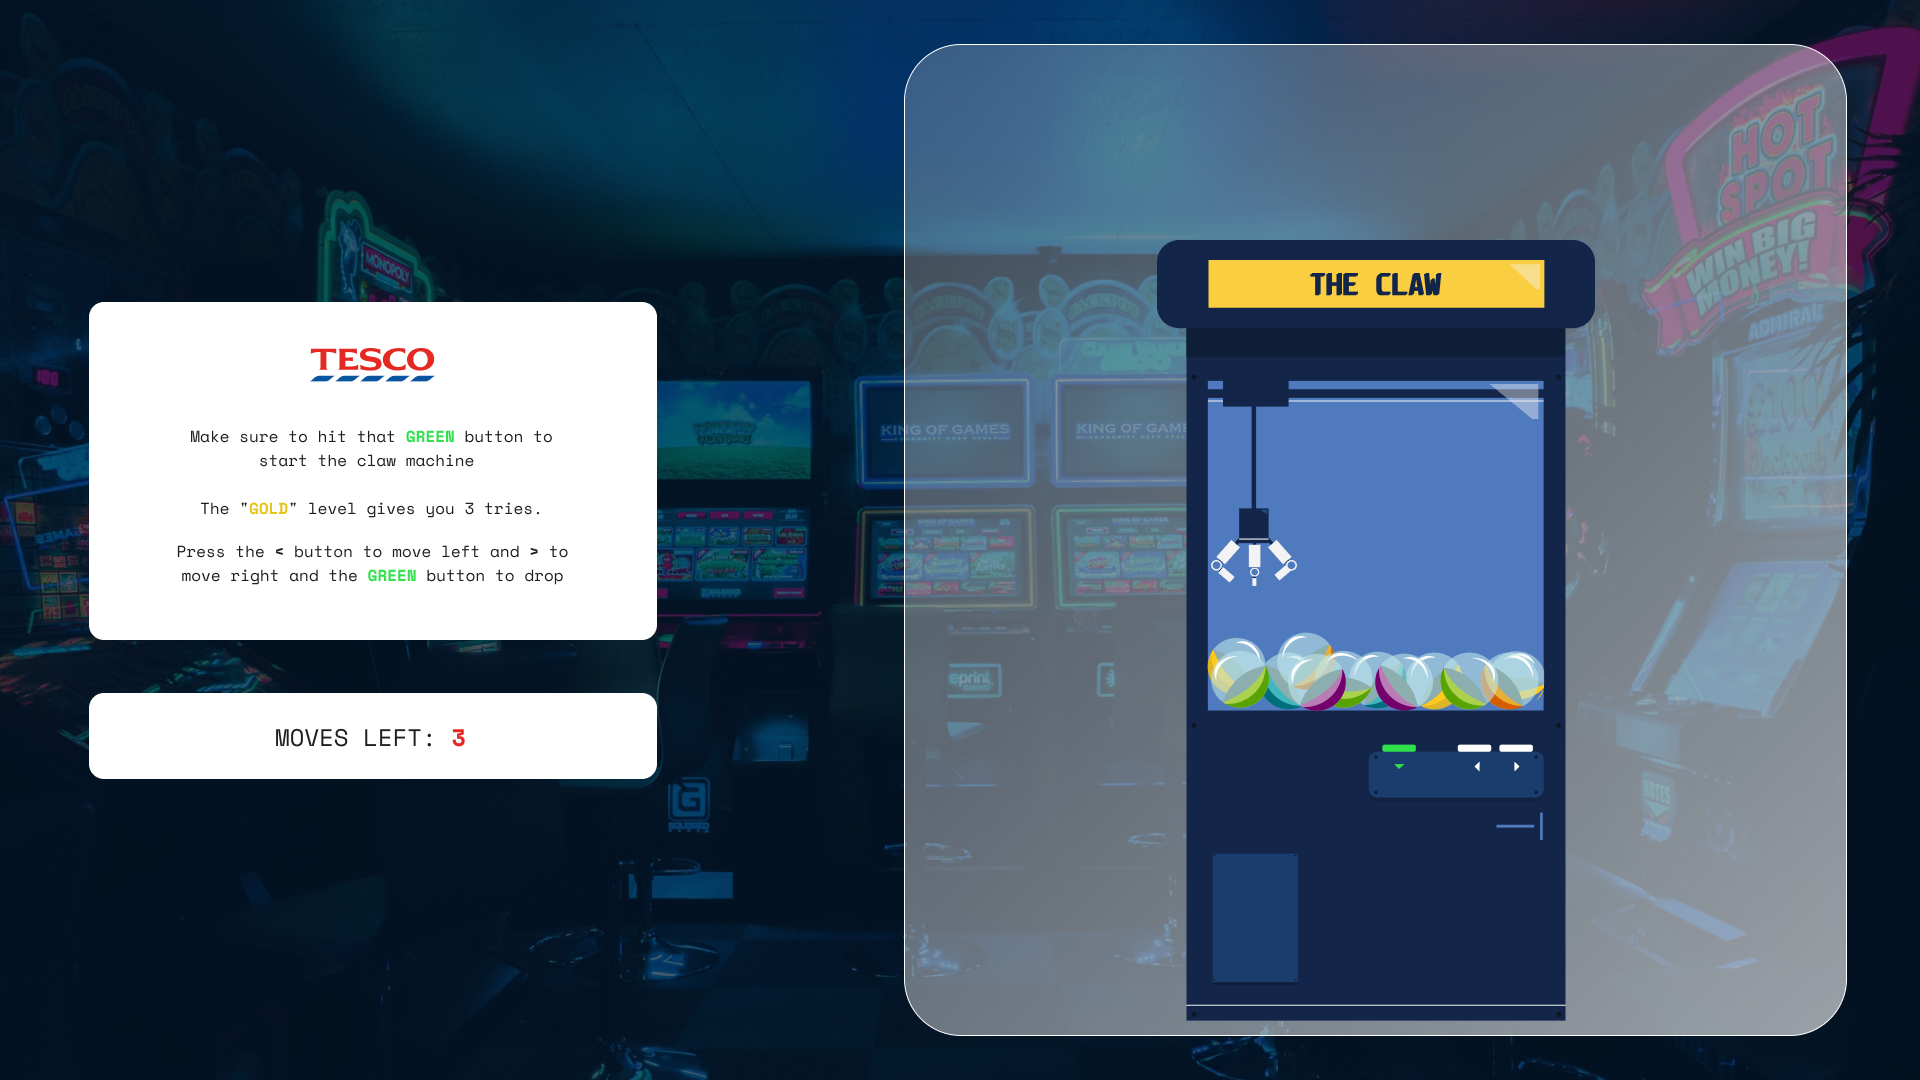 TESCO
Make sure to hit that GREEN button to
start the claw machine
The "GOLD" level gives you 3 tries.
Press the < button to move left and > to
move right and the GREEN button to drop
MOVES LEFT: 3
THE CLAW
HOT
SPOT
WIN BIG
MONEY!
ADMIRAL
MONOPOLY
KING OF GAMES
KING OF GAMES
eprint
NOTES